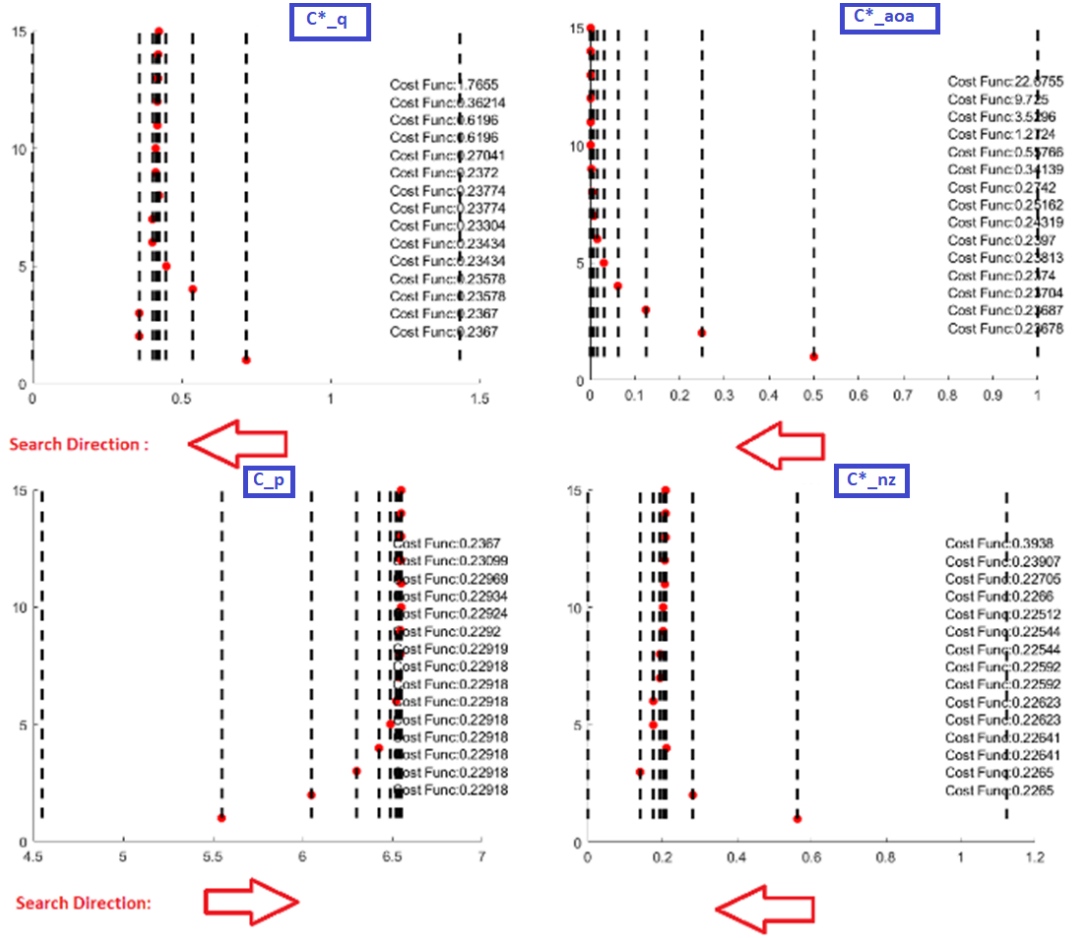 C*_q
15
10
5
0
Cost Func:1.7655
Cost Func:0.36214
Cost Func:0.6196
Cost Func:0.6196
Cost Func:0.27041
Cost Func:0.2372
Cost Func:0.23774
Cost Func:0.23774
Cost Func:0.23304
Cost Func:0.23434
Cost Func:0.23434
Cost Func:0.23578
Cost Func:0.23578
Cost Func:0.2367
Cost Func:0.2367
0 0.5 1 1.5
C*_aoa
15
10
5
0
Cost Func:22.6755
Cost Func:9.725
Cost Func:3.5296
Cost Func:1.2724
Cost Func:0.55766
Cost Func:0.34139
Cost Func:0.2742
Cost Func:0.25162
Cost Func:0.24319
Cost Func:0.2397
Cost Func:0.23813
Cost Func:0.2374
Cost Func:0.23704
Cost Func:0.23687
Cost Func:0.23678
0 0.1 0.2 0.3 0.4 0.5 0.6 0.7 0.8 0.9 1
Search Direction :
C_p
15
10
5
0
Cost Func:0.2367
Cost Func:0.23099
Cost Func:0.22969
Cost Func:0.22934
Cost Func:0.22924
Cost Func:0.2292
Cost Func:0.22919
Cost Func:0.22918
Cost Func:0.22918
Cost Func:0.22918
Cost Func:0.22918
Cost Func:0.22918
Cost Func:0.22918
Cost Func:0.22918
Cost Func:0.22918
4.5 5 5.5 6 6.5 7
C*_nz
15
10
5
0
Cost Func:0.3938
Cost Func:0.23907
Cost Func:0.22705
Cost Func:0.2266
Cost Func:0.22512
Cost Func:0.22544
Cost Func:0.22544
Cost Func:0.22592
Cost Func:0.22592
Cost Func:0.22623
Cost Func:0.22623
Cost Func:0.22641
Cost Func:0.22641
Cost Func:0.2265
Cost Func:0.2265
0 0.2 0.4 0.6 0.8 1 1.2
Search Direction: